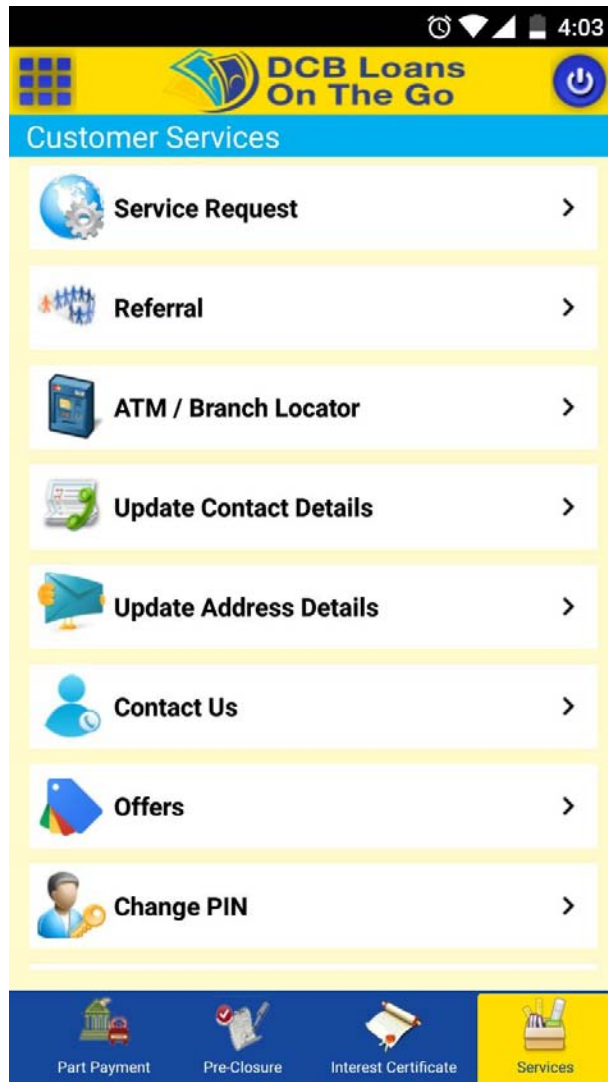 4:03
DCB Loans
On The Go
Customer Services
Service Request
Referral
ATM / Branch Locator
Update Contact Details
Update Address Details
Contact Us
Offers
Change PIN
Part Payment
Pre-Closure
Interest Certificate
Services